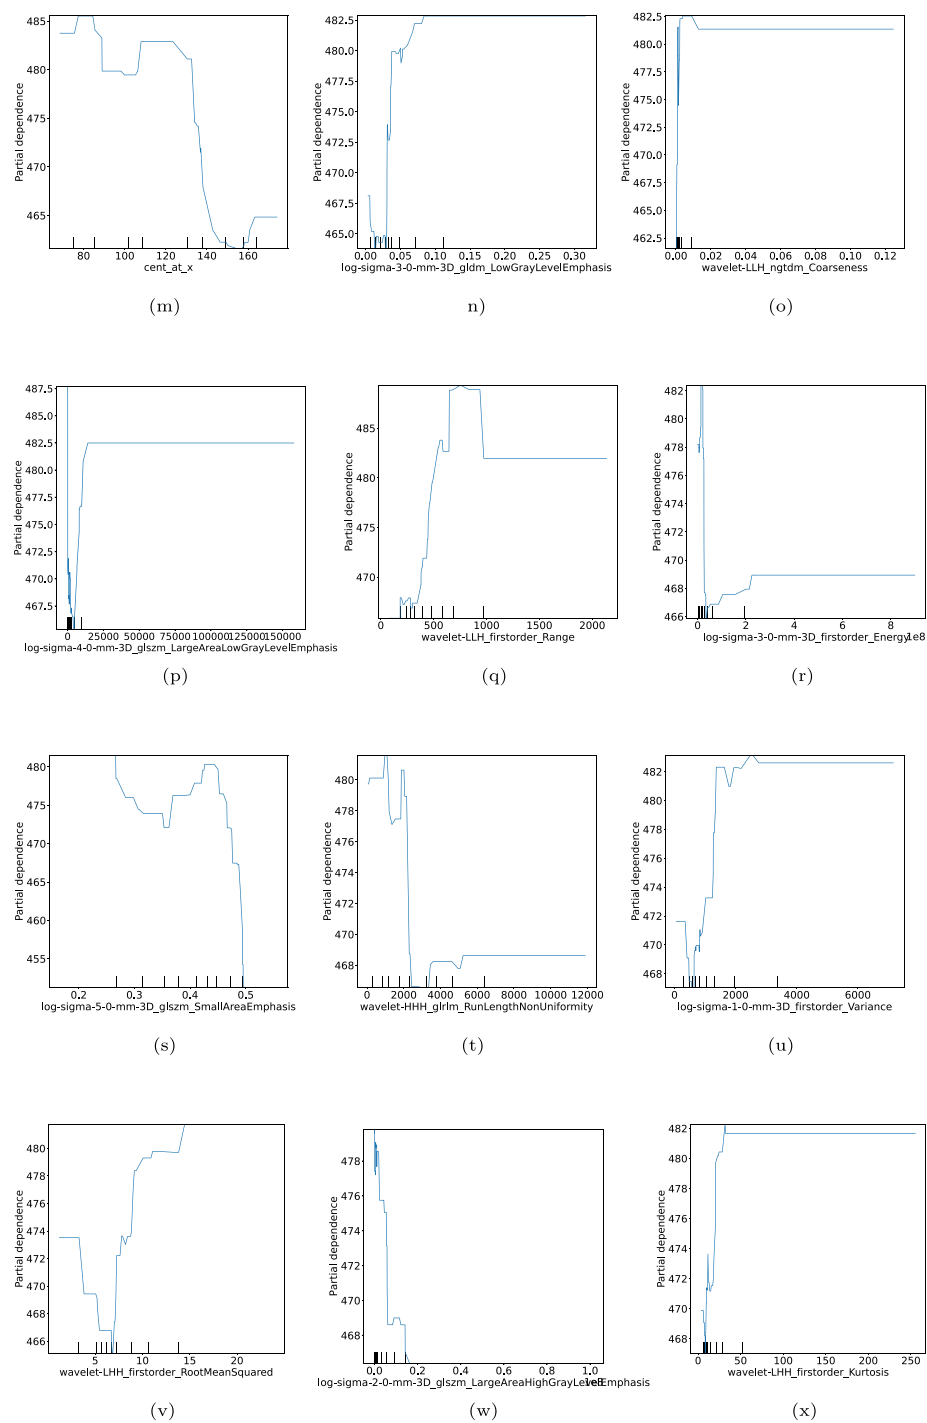 485
480
475
470
465
Partial dependence
80 100 120 140 160
cent_at_x
(m)
482.5
480.0
477.5
475.0
472.5
470.0
467.5
465.0
Partial dependence
0.00 0.05 0.10 0.15 0.20 0.25 0.30
log-sigma-3-0-mm-3D_gldm_LowGrayLevelEmphasis
n)
482.5
480.0
477.5
475.0
472.5
470.0
467.5
465.0
462.5
Partial dependence
0.00 0.02 0.04 0.06 0.08 0.10 0.12
wavelet-LLH_ngtdm_Coarseness
(o)
487.5
485.0
482.5
480.0
477.5
475.0
472.5
470.0
467.5
Partial dependence
0 25000 50000 75000 100000 125000 150000
log-sigma-4-0-mm-3D_glszm_LargeAreaLowGrayLevelEmphasis
(p)
485
480
475
470
Partial dependence
0 500 1000 1500 2000
wavelet-LLH_firstorder_Range
(q)
482
480
478
476
474
472
470
468
466
Partial dependence
0 2 4 6 8
log-sigma-3-0-mm-3D_firstorder_Energy
1e8
(r)
480
475
470
465
460
455
Partial dependence
0.2 0.3 0.4 0.5
log-sigma-5-0-mm-3D_glszm_SmallAreaEmphasis
(s)
480
478
476
474
472
470
468
Partial dependence
0 2000 4000 6000 8000 10000 12000
wavelet-HHH_glrlm_RunLengthNonUniformity
(t)
482
480
478
476
474
472
470
468
Partial dependence
0 2000 4000 6000
log-sigma-1-0-mm-3D_firstorder_Variance
(u)
480
478
476
474
472
470
468
466
Partial dependence
5 10 15 20
wavelet-LHH_firstorder_RootMeanSquared
(v)
478
476
474
472
470
468
Partial dependence
0.0 0.2 0.4 0.6 0.8 1.0
log-sigma-2-0-mm-3D_glszm_LargeAreaHighGrayLevelEmphasis
1e8
(w)
482
480
478
476
474
472
470
468
Partial dependence
0 50 100 150 200 250
wavelet-LHH_firstorder_Kurtosis
(x)